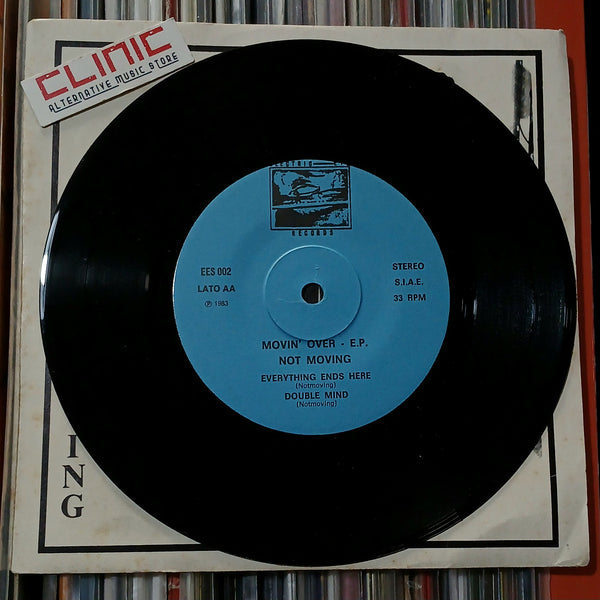 CLINIC
ALTERNATIVE MUSIC STORE
RECORDS
EES 002
LATO AA
℗ 1983
STEREO
S.I.A.E.
33 RPM
MOVIN' OVER - E.P.
NOT MOVING
EVERYTHING ENDS HERE
(Notmoving)
DOUBLE MIND
(Notmoving)
ING